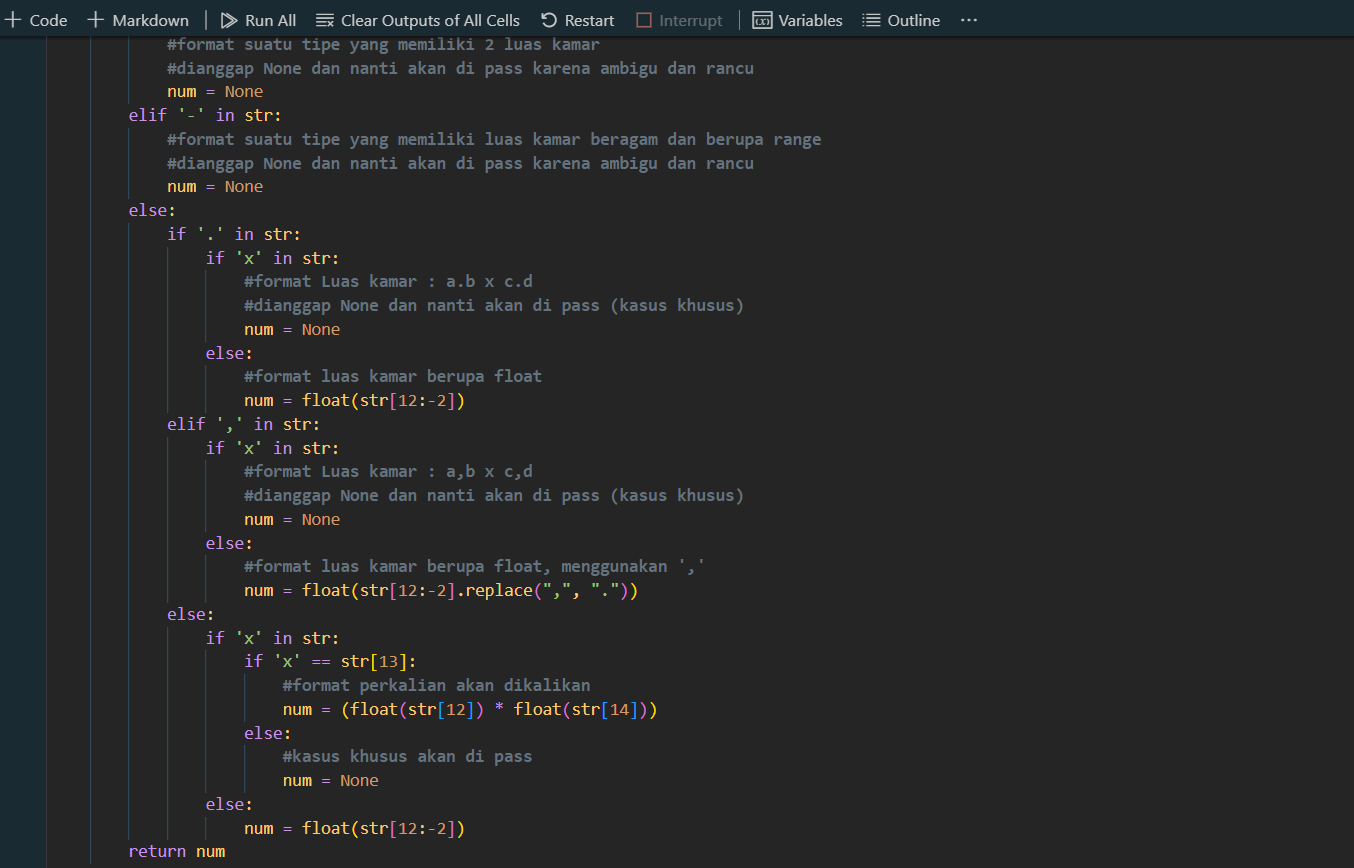 Code Markdown Run All Clear Outputs of All Cells Restart Interrupt Variables Outline ...
#format suatu tipe yang memiliki 2 luas kamar
#dianggap None dan nanti akan di pass karena ambigu dan rancu
num = None
elif '-' in str:
#format suatu tipe yang memiliki luas kamar beragam dan berupa range
#dianggap None dan nanti akan di pass karena ambigu dan rancu
num = None
else:
if '.' in str:
if 'x' in str:
#format Luas kamar : a.b x c.d
#dianggap None dan nanti akan di pass (kasus khusus)
num = None
else:
#format luas kamar berupa float
num = float(str[12:-2])
elif ',' in str:
if 'x' in str:
#format Luas kamar : a,b x c,d
#dianggap None dan nanti akan di pass (kasus khusus)
num = None
else:
#format luas kamar berupa float, menggunakan ','
num = float(str[12:-2].replace(",", "."))
else:
if 'x' in str:
if 'x' == str[13]:
#format perkalian akan dikalikan
num = (float(str[12]) * float(str[14]))
else:
#kasus khusus akan di pass
num = None
else:
num = float(str[12:-2])
return num